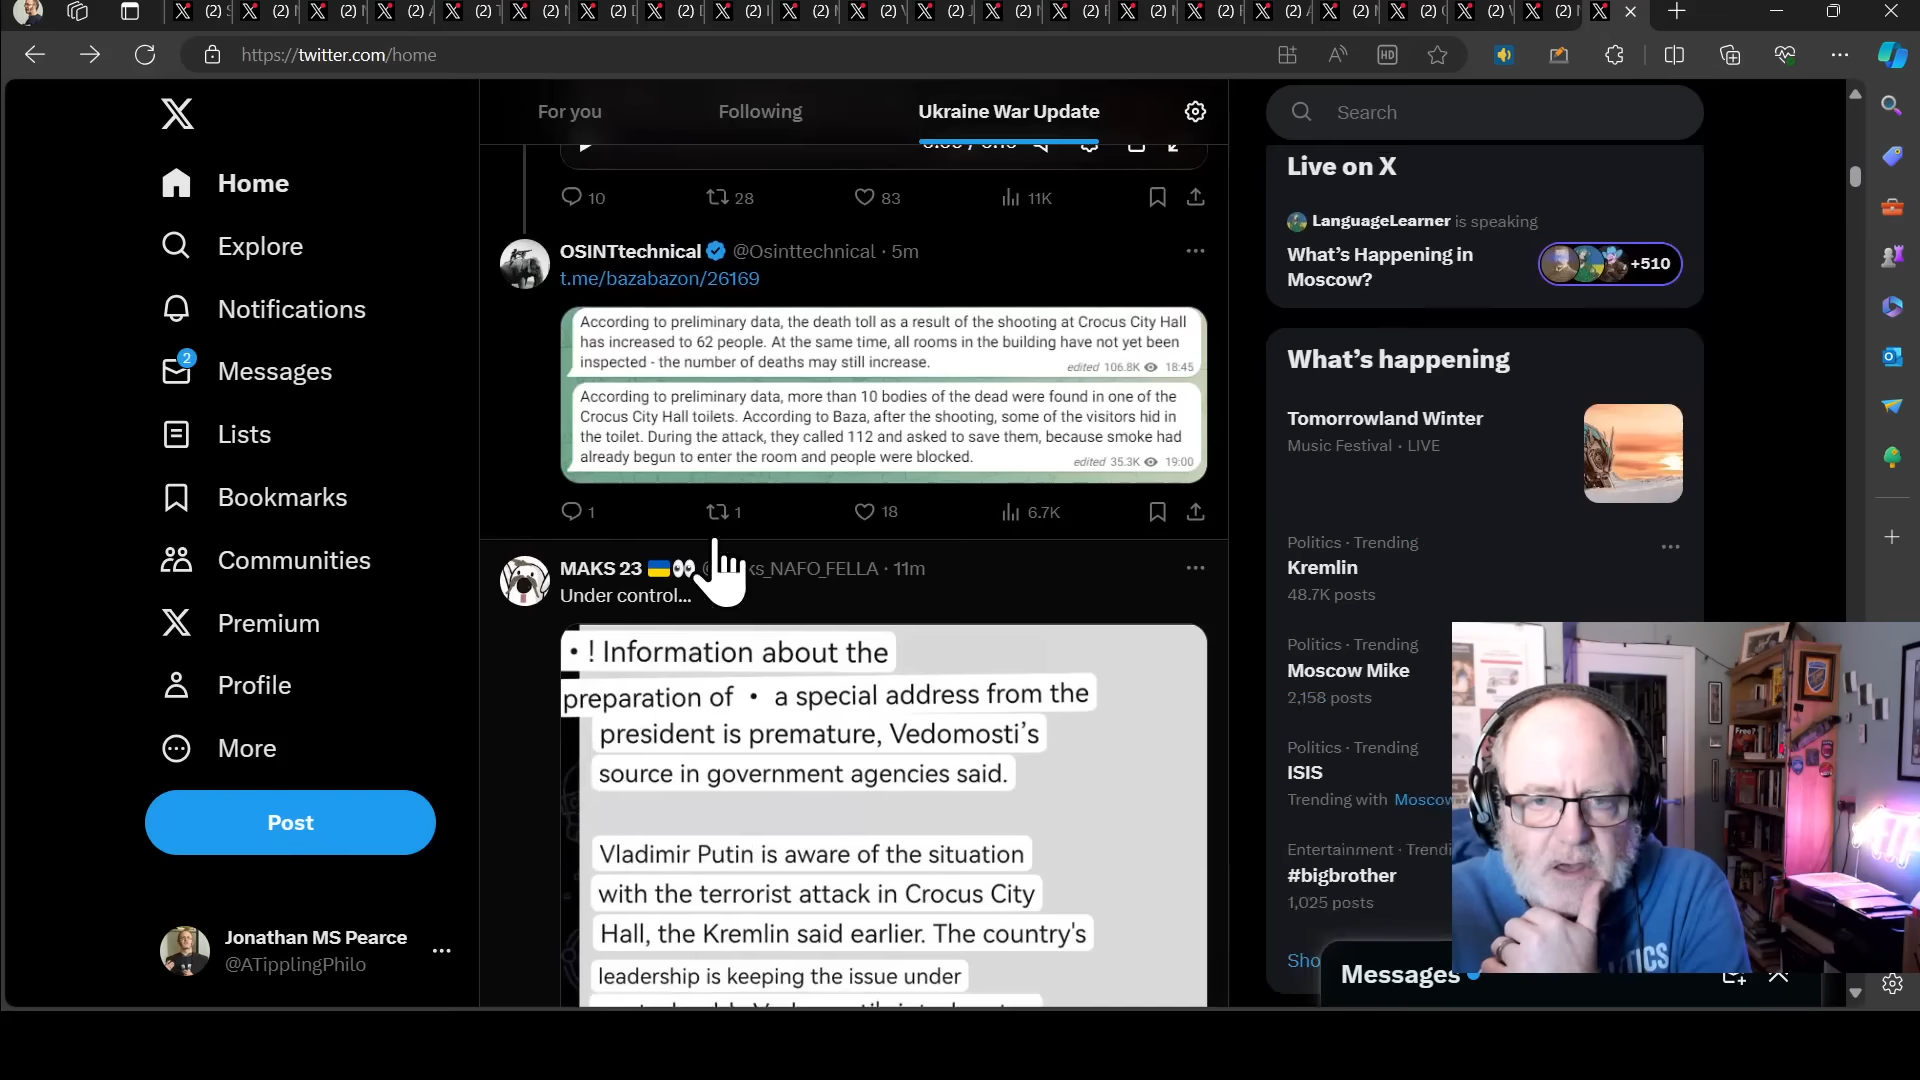 https://twitter.com/home
HD
Home
Explore
Notifications
2
Messages
Lists
Bookmarks
Communities
Premium
Profile
More
Post
Jonathan MS Pearce
@ATipplingPhilo
For you
Following
Ukraine War Update
10
28
83
11K
OSINTtechnical @Osinttechnical · 5m
t.me/bazabazon/26169
According to preliminary data, the death toll as a result of the shooting at Crocus City Hall
has increased to 62 people. At the same time, all rooms in the building have not yet been
inspected - the number of deaths may still increase.
edited 106.8K 18:45
According to preliminary data, more than 10 bodies of the dead were found in one of the
Crocus City Hall toilets. According to Baza, after the shooting, some of the visitors hid in
the toilet. During the attack, they called 112 and asked to save them, because smoke had
already begun to enter the room and people were blocked.
edited 35.3K 19:00
1
1
18
6.7K
MAKS 23 ks_NAFO_FELLA · 11m
Under control...
• ! Information about the
preparation of • a special address from the
president is premature, Vedomosti's
source in government agencies said.
Vladimir Putin is aware of the situation
with the terrorist attack in Crocus City
Hall, the Kremlin said earlier. The country's
leadership is keeping the issue under
Search
Live on X
LanguageLearner is speaking
What's Happening in
Moscow?
+510
What's happening
Tomorrowland Winter
Music Festival · LIVE
Politics · Trending
Kremlin
48.7K posts
Politics · Trending
Moscow Mike
2,158 posts
Politics · Trending
ISIS
Trending with Moscow
Entertainment · Trendi
#bigbrother
1,025 posts
Sho
Messages
Free?
TICS